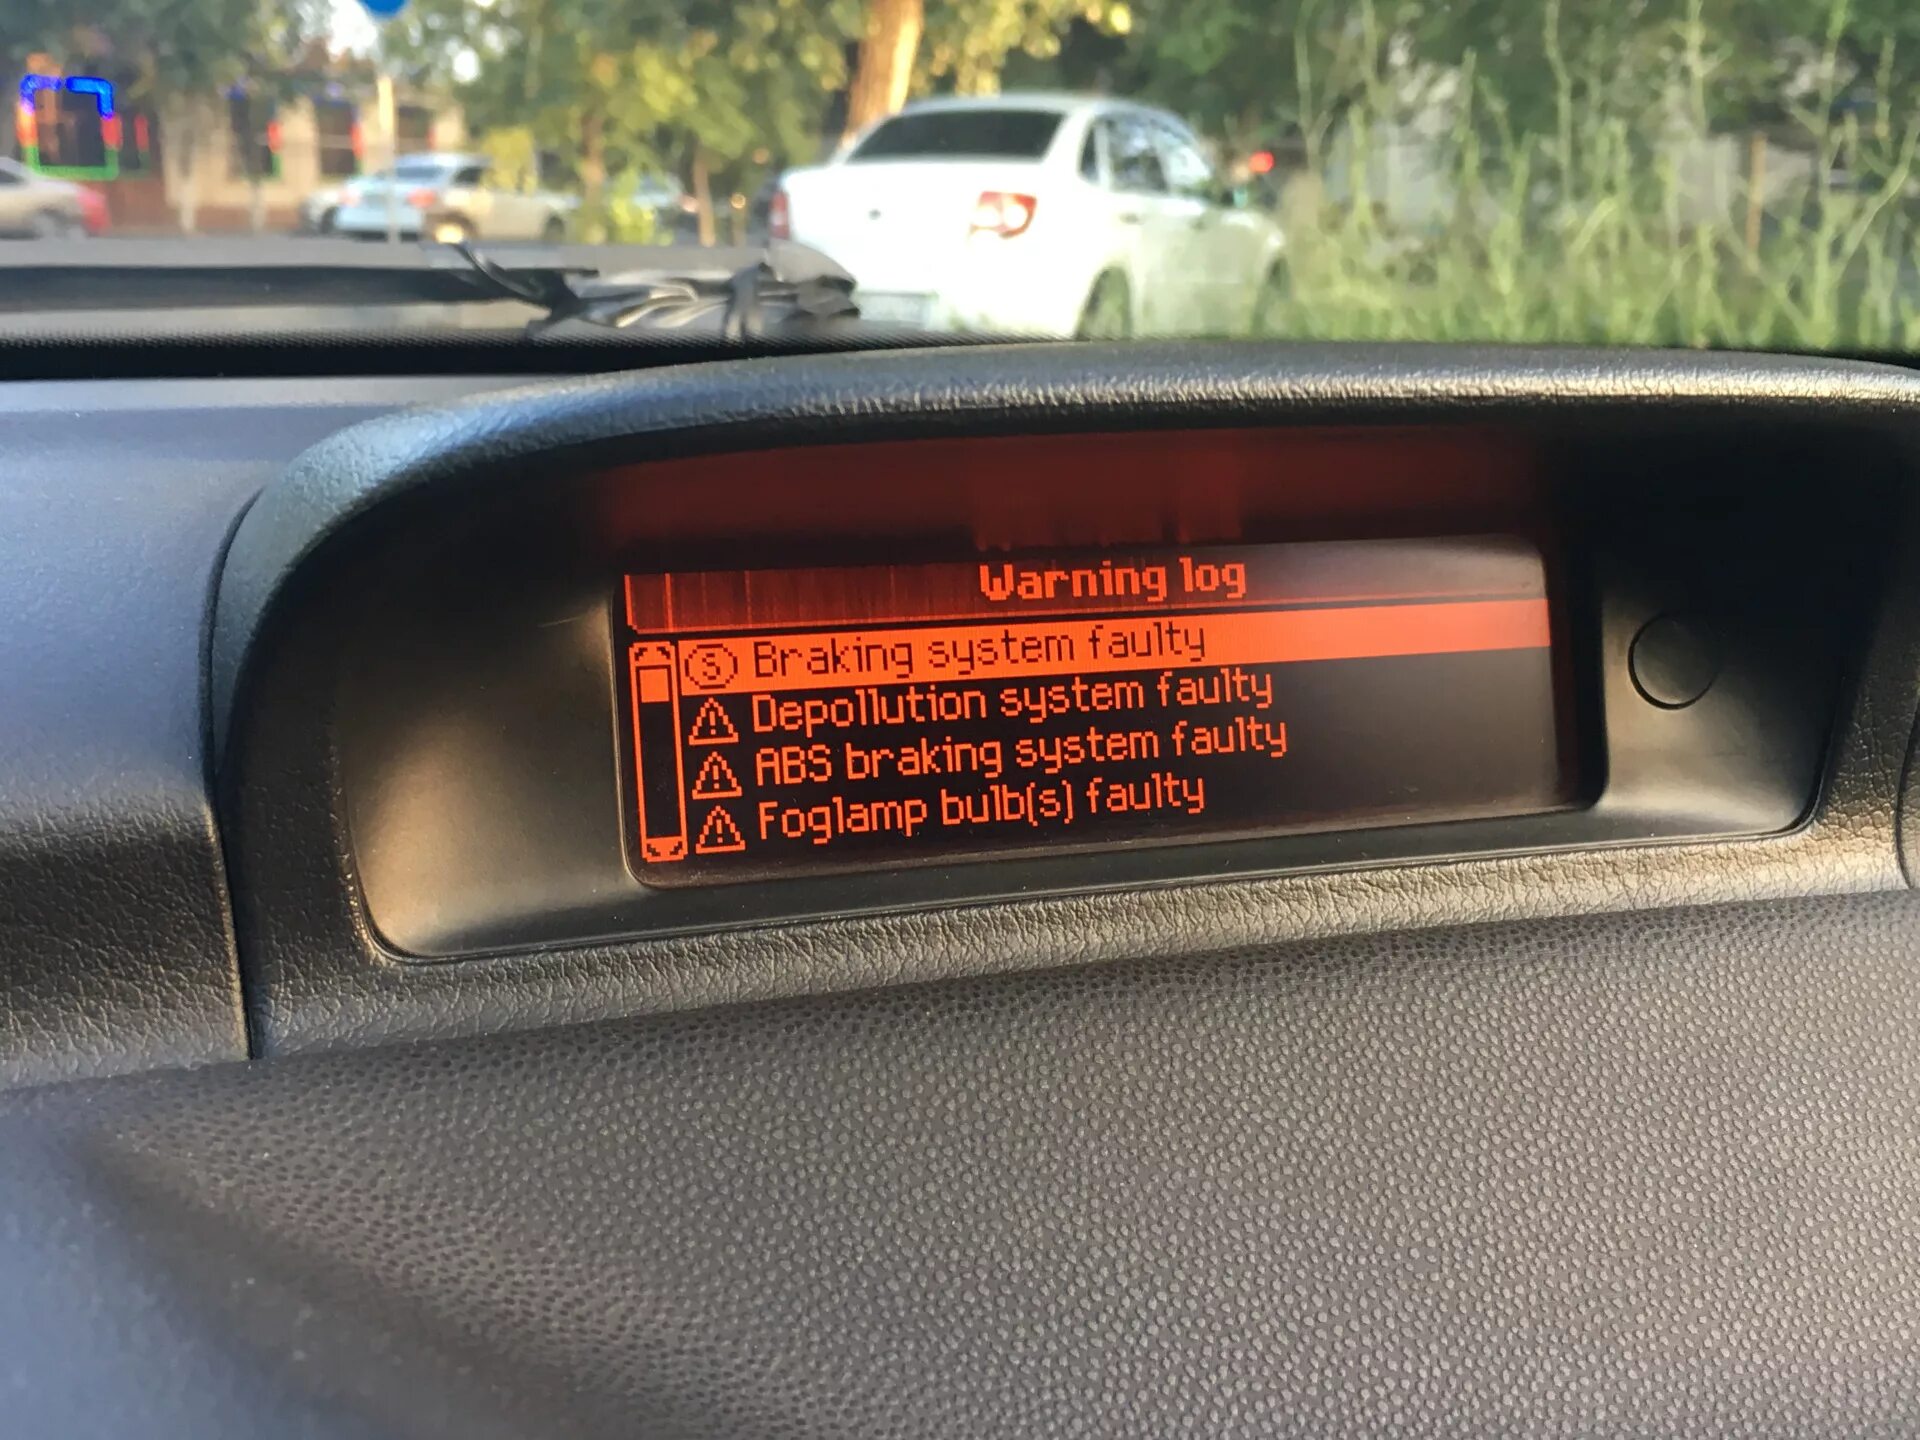 Warning log
Braking system faulty
Depollution system faulty
ABS braking system faulty
Foglamp bulb(s) faulty